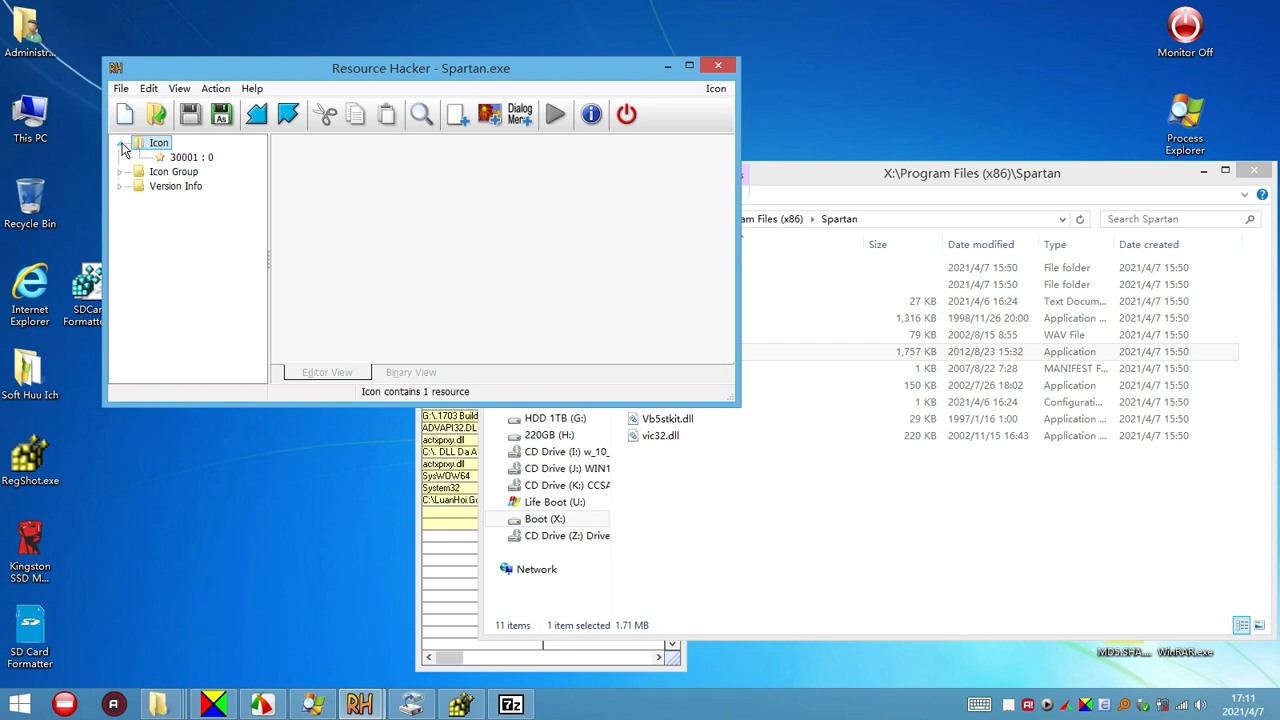 Administr...
Monitor Off
Resource Hacker - Spartan.exe
File Edit View Action Help
Icon
As
Dialog
Men+
This PC
Process
Explorer
Icon
30001 : 0
Icon Group
Version Info
X:\Program Files (x86)\Spartan
am Files (x86) Spartan
Search Spartan
Recycle Bin
Size Date modified Type Date created
2021/4/7 15:50 File folder 2021/4/7 15:50
2021/4/7 15:50 File folder 2021/4/7 15:50
27 KB 2021/4/6 16:24 Text Docum... 2021/4/7 15:50
1,316 KB 1998/11/26 20:00 Application ... 2021/4/7 15:50
79 KB 2002/8/15 8:55 WAV File 2021/4/7 15:50
1,757 KB 2012/8/23 15:32 Application 2021/4/7 15:50
1 KB 2007/8/22 7:28 MANIFEST F... 2021/4/7 15:50
150 KB 2002/7/26 18:02 Application 2021/4/7 15:50
1 KB 2021/4/6 16:24 Configurati... 2021/4/7 15:50
29 KB 1997/1/16 1:00 Application ... 2021/4/7 15:50
220 KB 2002/11/15 16:43 Application ... 2021/4/7 15:50
Internet
Explorer
SDCar
Formatte
Editor View Binary View
Icon contains 1 resource
Soft Huu Ich
G:\.1703 Build
ADVAPI32.DL
actxprxy.dl
C:\. DLL Da A
actxprxy.dl
SysWOW64
System32
C:\LuanHoi.Go
HDD 1TB (G:)
220GB (H:)
CD Drive (I:) w_10_
CD Drive (J:) WIN1
CD Drive (K:) CCSA
Life Boot (U:)
Boot (X:)
CD Drive (Z:) Drive
Network
Vb5stkit.dll
vic32.dll
RegShot.exe
Kingston
SSD M...
11 items 1 item selected 1.71 MB
SD Card
Formatter
MD5.SHA... WinRAR.exe
RH
7z
17:11
2021/4/7